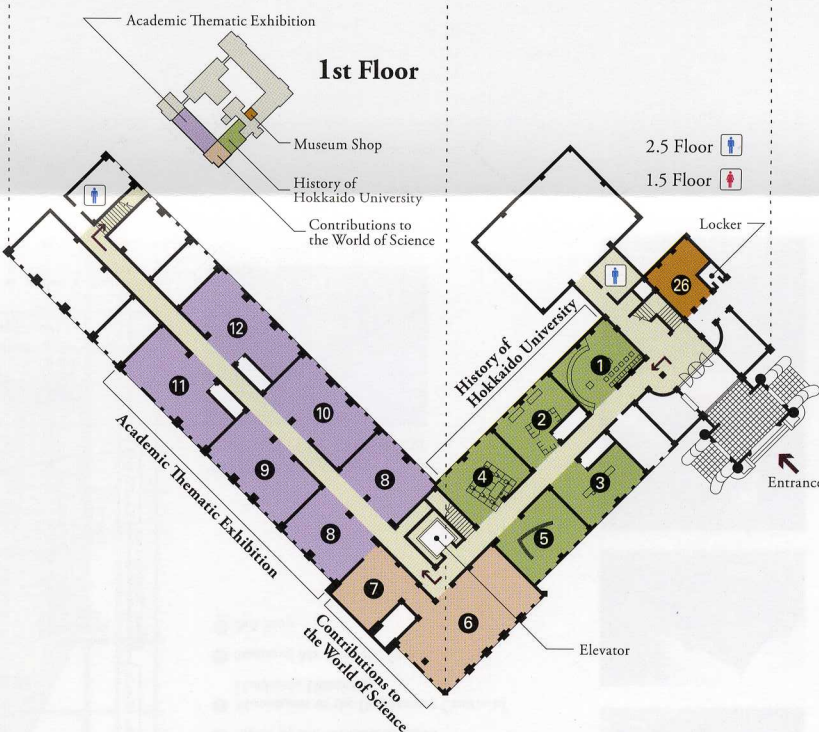 Academic Thematic Exhibition
1st Floor
Museum Shop
History of
Hokkaido University
Contributions to
the World of Science
2.5 Floor
1.5 Floor
Locker
26
12
11
10
9
8
8
History of
Hokkaido University
1
2
3
4
5
Entrance
Academic Thematic Exhibition
7
6
Contributions to
the World of Science
Elevator